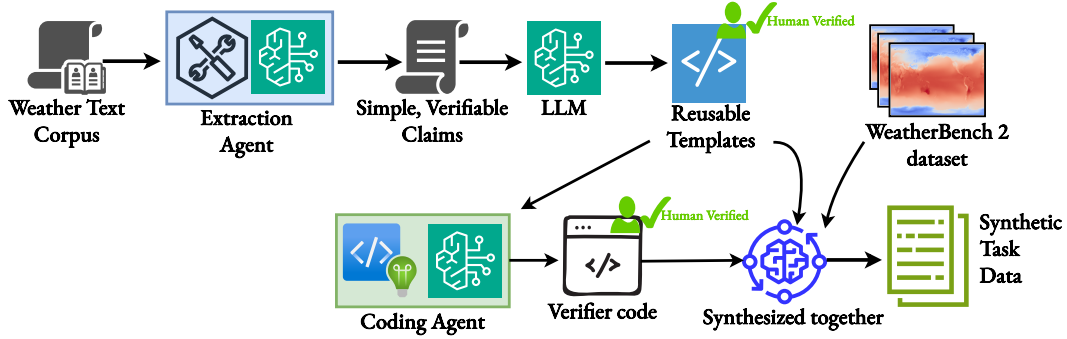 Human Verified
Weather Text
Corpus
Extraction
Agent
Simple, Verifiable
Claims
LLM
</>
Reusable
Templates
WeatherBench 2
dataset
</>
Coding Agent
Human Verified
</>
Verifier code
Synthesized together
Synthetic
Task
Data